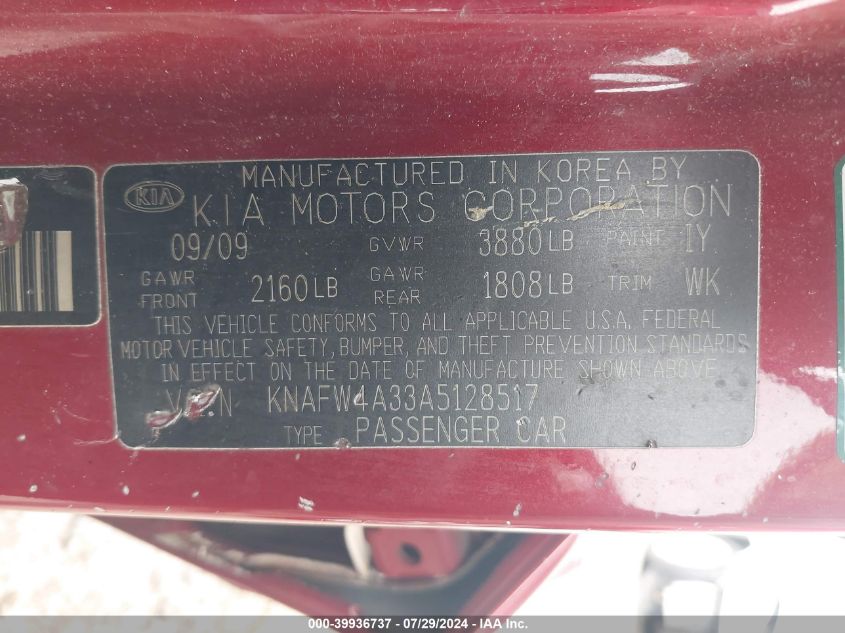 MANUFACTURED IN KOREA BY
KIA
KIA MOTORS CORPORATION
09/09 GVWR 3880LB PAINT IY
GAWR FRONT 2160LB GAWR REAR 1808LB TRIM WK
THIS VEHICLE CONFORMS TO ALL APPLICABLE U.S.A. FEDERAL
MOTOR VEHICLE SAFETY, BUMPER, AND THEFT PREVENTION STANDARDS
IN EFFECT ON THE DATE OF MANUFACTURE SHOWN ABOVE
KNAFW4A33A5128517
TYPE PASSENGER CAR
000-39936737 - 07/29/2024 - IAA Inc.